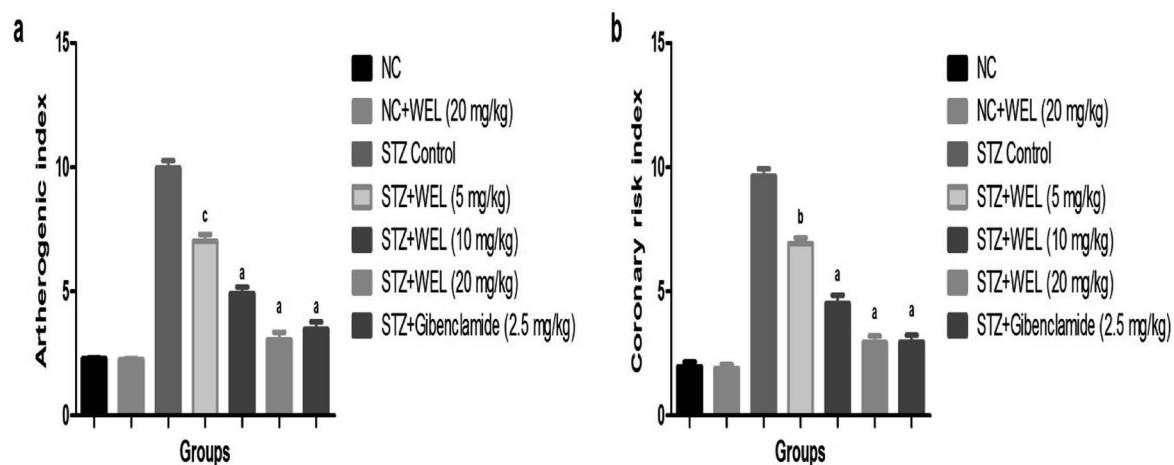 a
15
10
5
0
Artherogenic index
c
a
a
a
Groups
NC
NC+WEL (20 mg/kg)
STZ Control
STZ+WEL (5 mg/kg)
STZ+WEL (10 mg/kg)
STZ+WEL (20 mg/kg)
STZ+Gibenclamide (2.5 mg/kg)
b
15
10
5
0
Coronary risk index
b
a
a
a
Groups
NC
NC+WEL (20 mg/kg)
STZ Control
STZ+WEL (5 mg/kg)
STZ+WEL (10 mg/kg)
STZ+WEL (20 mg/kg)
STZ+Gibenclamide (2.5 mg/kg)